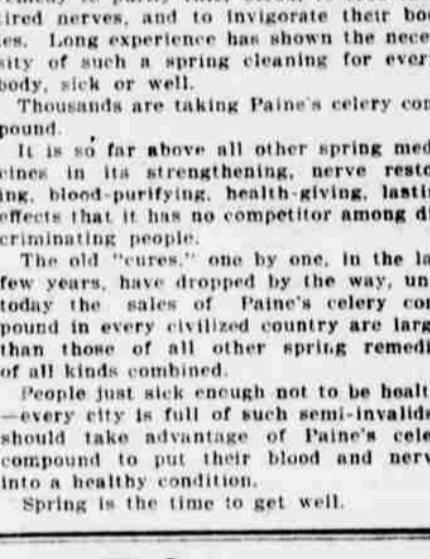 tired nerves, and to invigorate their bod
ies. Long experience has shown the nece
sity of such a spring cleaning for ever
body, sick or well.
Thousands are taking Paine's celery com
pound.
It is so far above all other spring med
cines in its strengthening, nerve resto
ing, blood-purifying, health-giving, lasti
effects that it has no competitor among di
criminating people.
The old "cures," one by one, in the la
few years, have dropped by the way, un
today the sales of Paine's celery com
pound in every civilized country are larg
than those of all other spring remedi
of all kinds combined.
People just sick enough not to be healt
—every city is full of such semi-invalids
should take advantage of Paine's cele
compound to put their blood and nerv
into a healthy condition.
Spring is the time to get well.